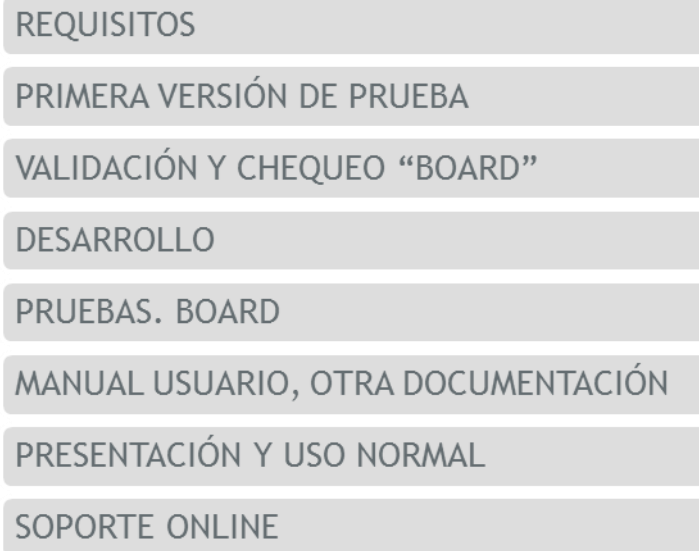 REQUISITOS
PRIMERA VERSIÓN DE PRUEBA
VALIDACIÓN Y CHEQUEO “BOARD”
DESARROLLO
PRUEBAS. BOARD
MANUAL USUARIO, OTRA DOCUMENTACIÓN
PRESENTACIÓN Y USO NORMAL
SOPORTE ONLINE